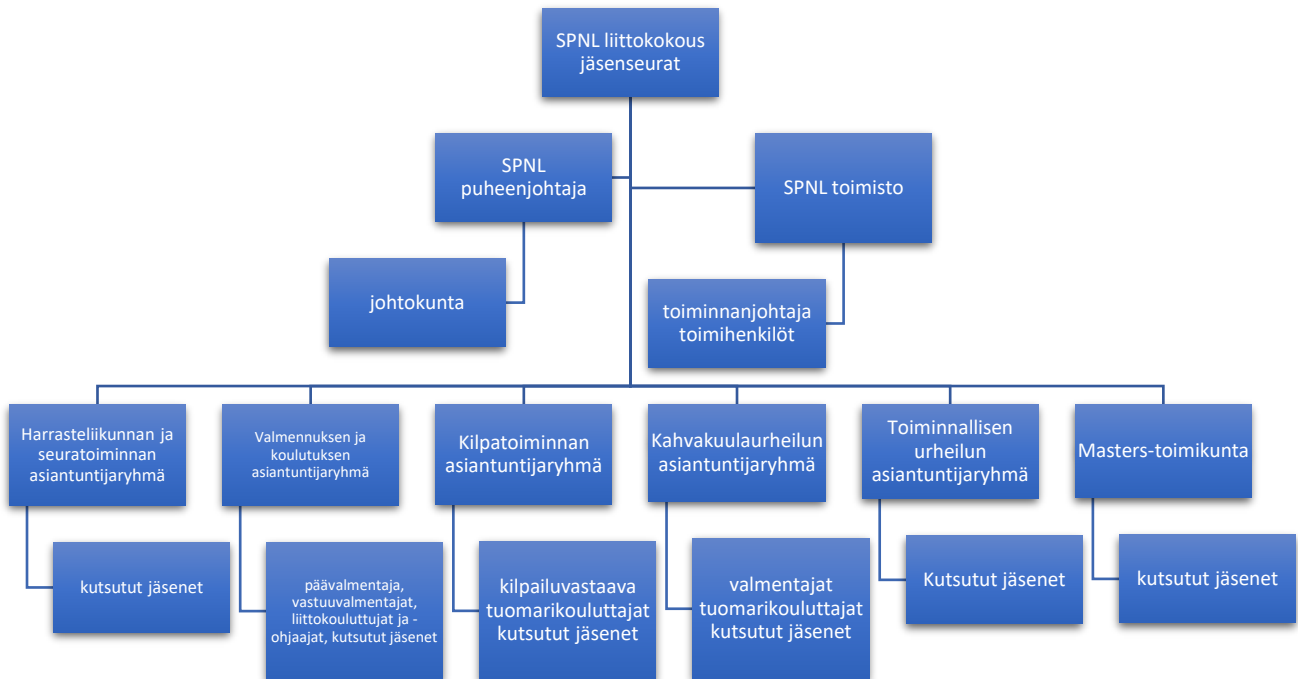 SPNL liittokokous
jäsenseurat
SPNL
puheenjohtaja
SPNL toimisto
johtokunta
toiminnanjohtaja
toimihenkilöt
Harrasteliikunnan ja
seuratoiminnan
asiantuntijaryhmä
Valmennuksen ja
koulutuksen
asiantuntijaryhmä
Kilpatoiminnan
asiantuntijaryhmä
Kahvakuulaurheilun
asiantuntijaryhmä
Toiminnallisen
urheilun
asiantuntijaryhmä
Masters-toimikunta
kutsutut jäsenet
päävalmentaja,
vastuuvalmentajat,
liittokouluttujat ja -
ohjaajat, kutsutut jäsenet
kilpailuvastaava
tuomarikouluttajat
kutsutut jäsenet
valmentajat
tuomarikouluttajat
kutsutut jäsenet
Kutsutut jäsenet
kutsutut jäsenet